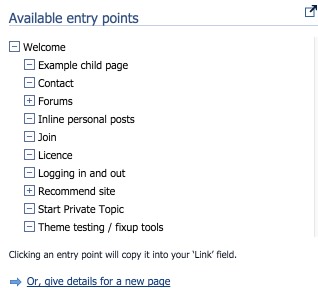 Available entry points
Welcome
Example child page
Contact
Forums
Inline personal posts
Join
Licence
Logging in and out
Recommend site
Start Private Topic
Theme testing / fixup tools
Clicking an entry point will copy it into your ‘Link’ field.
Or, give details for a new page